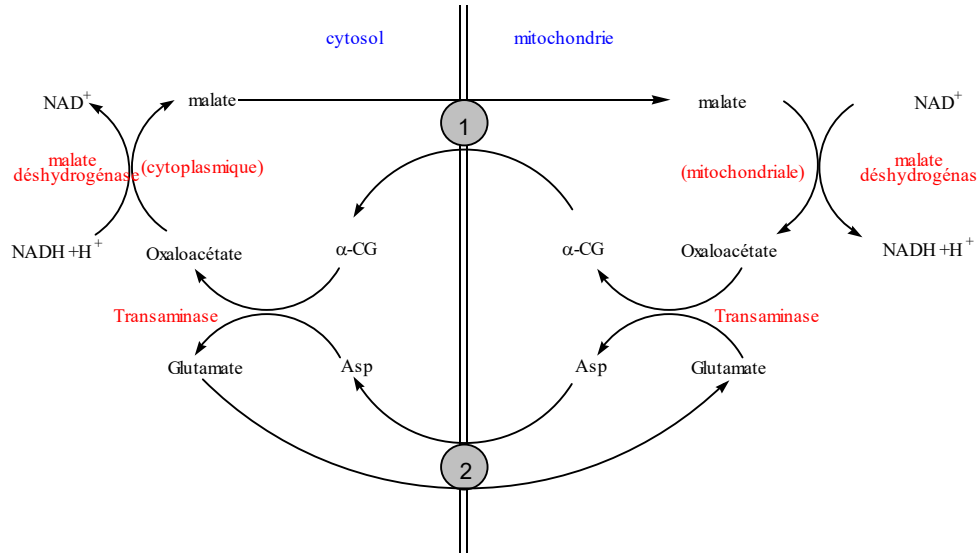 cytosol mitochondrie
NAD+ malate malate NAD+
1
malate
déshydrogénase
(cytoplasmique)
(mitochondriale)
malate
déshydrogénas
NADH+H+ Oxaloacétate α-CG α-CG Oxaloacétate NADH+H+
Transaminase Transaminase
Glutamate Asp Asp Glutamate
2